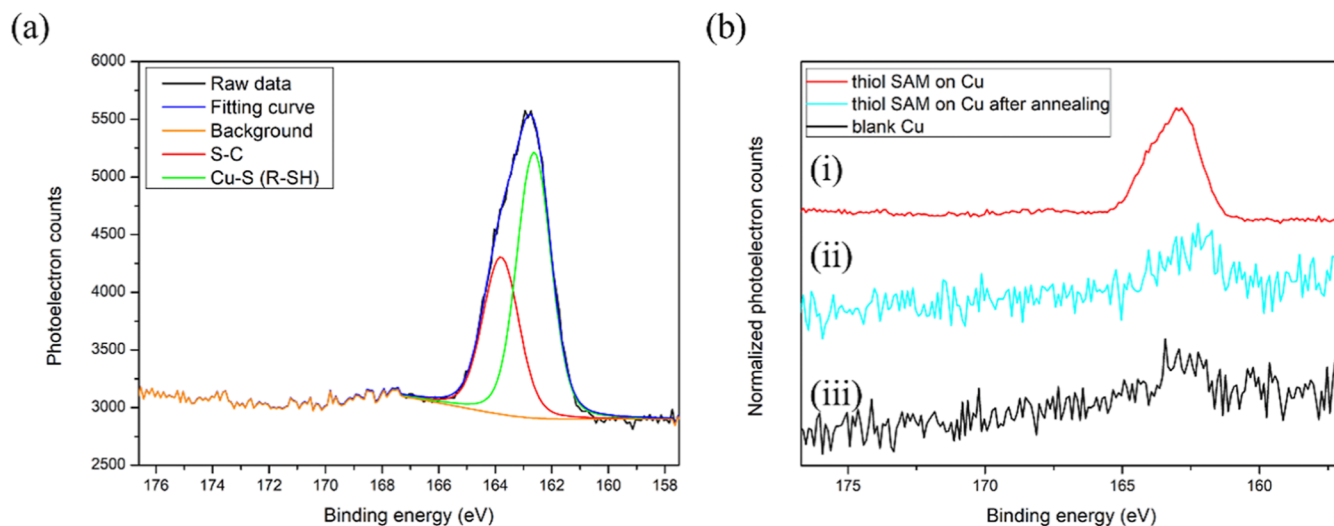 (a)
6000
5500
5000
4500
4000
3500
3000
2500
Photoelectron counts
Raw data
Fitting curve
Background
S-C
Cu-S (R-SH)
176 174 172 170 168 166 164 162 160 158
Binding energy (eV)
(b)
Normalized photoelectron counts
thiol SAM on Cu
thiol SAM on Cu after annealing
blank Cu
(i)
(ii)
(iii)
175 170 165 160
Binding energy (eV)